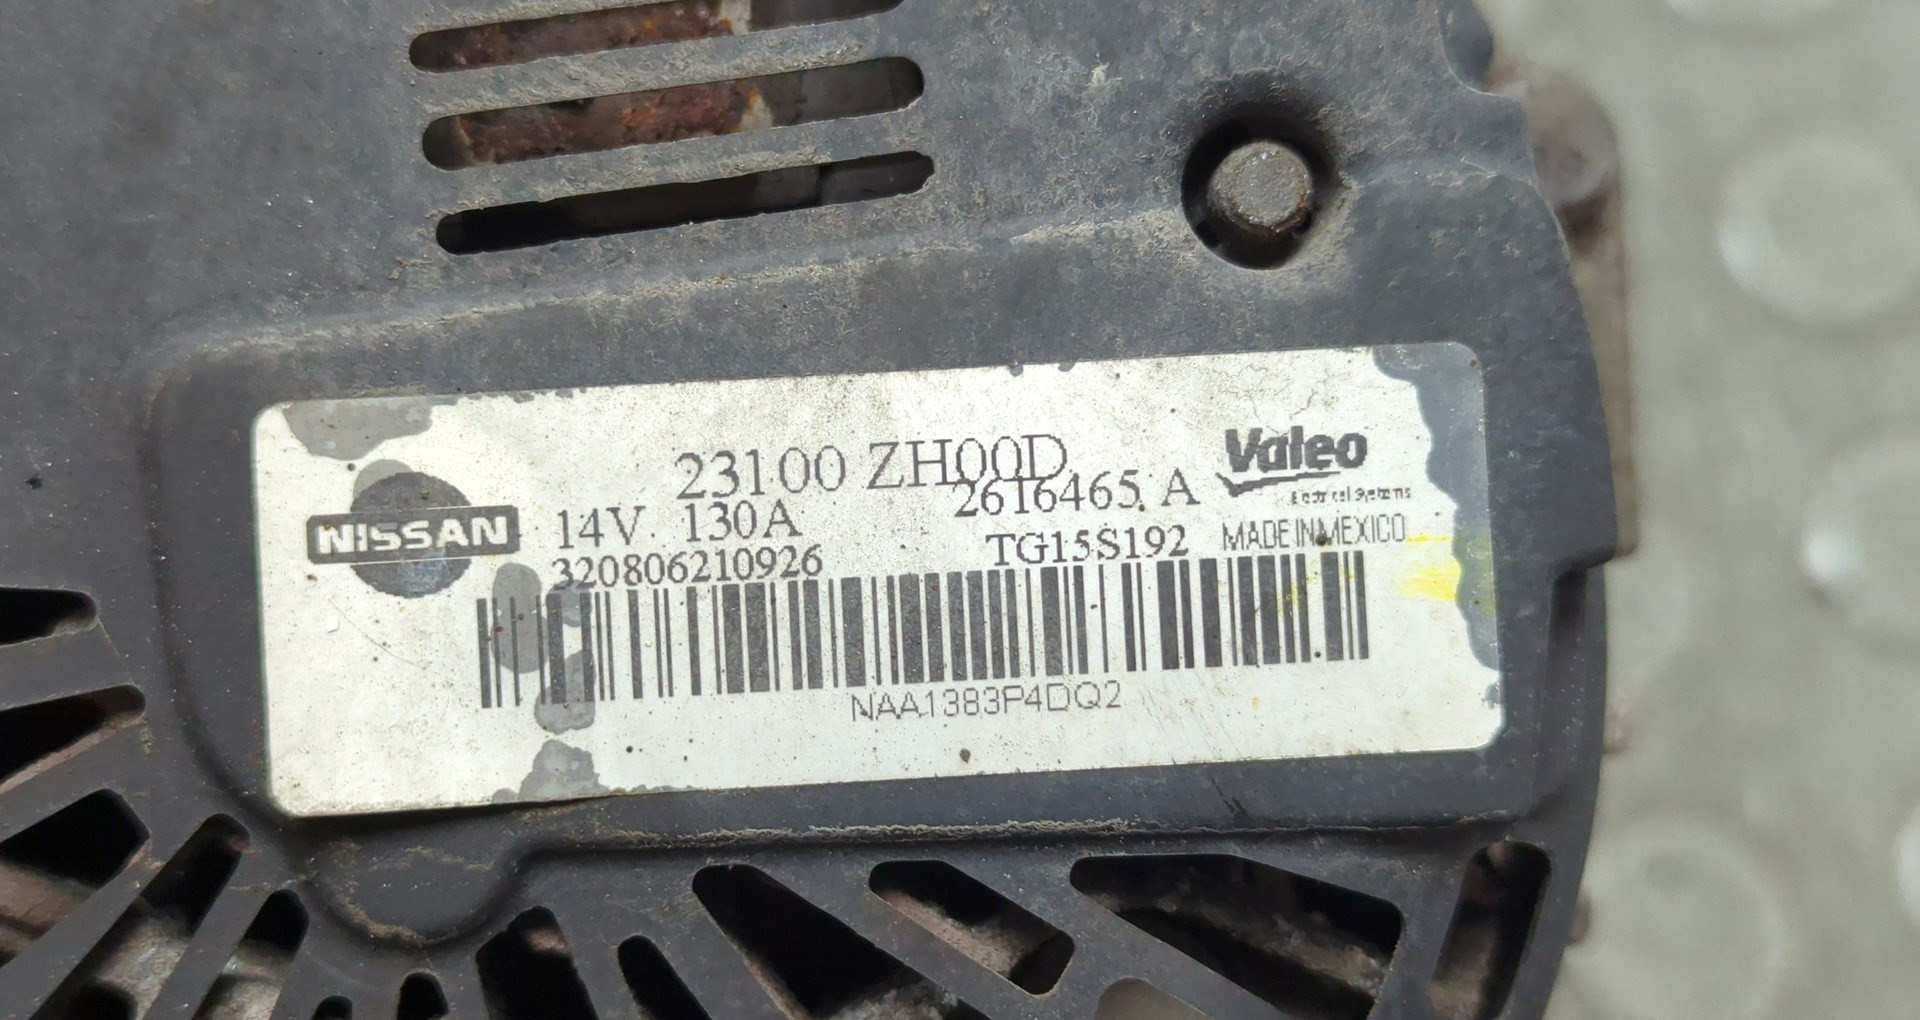 23100 ZH00D
2616465 A
Valeo
Electrical Systems
NISSAN
14V 130A
TG15S192
MADE IN MEXICO
320806210926
NAA1383P4DQ2